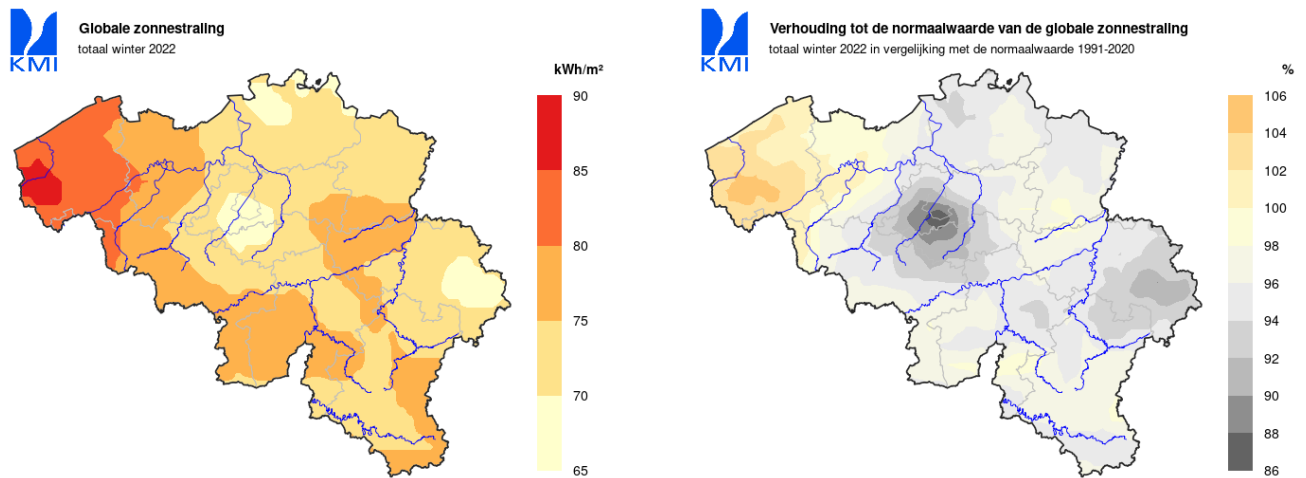 Globale zonnestraling
totaal winter 2022
KMI
kWh/m²
90
85
80
75
70
65
Verhouding tot de normaalwaarde van de globale zonnestraling
totaal winter 2022 in vergelijking met de normaalwaarde 1991-2020
KMI
%
106
104
102
100
98
96
94
92
90
88
86